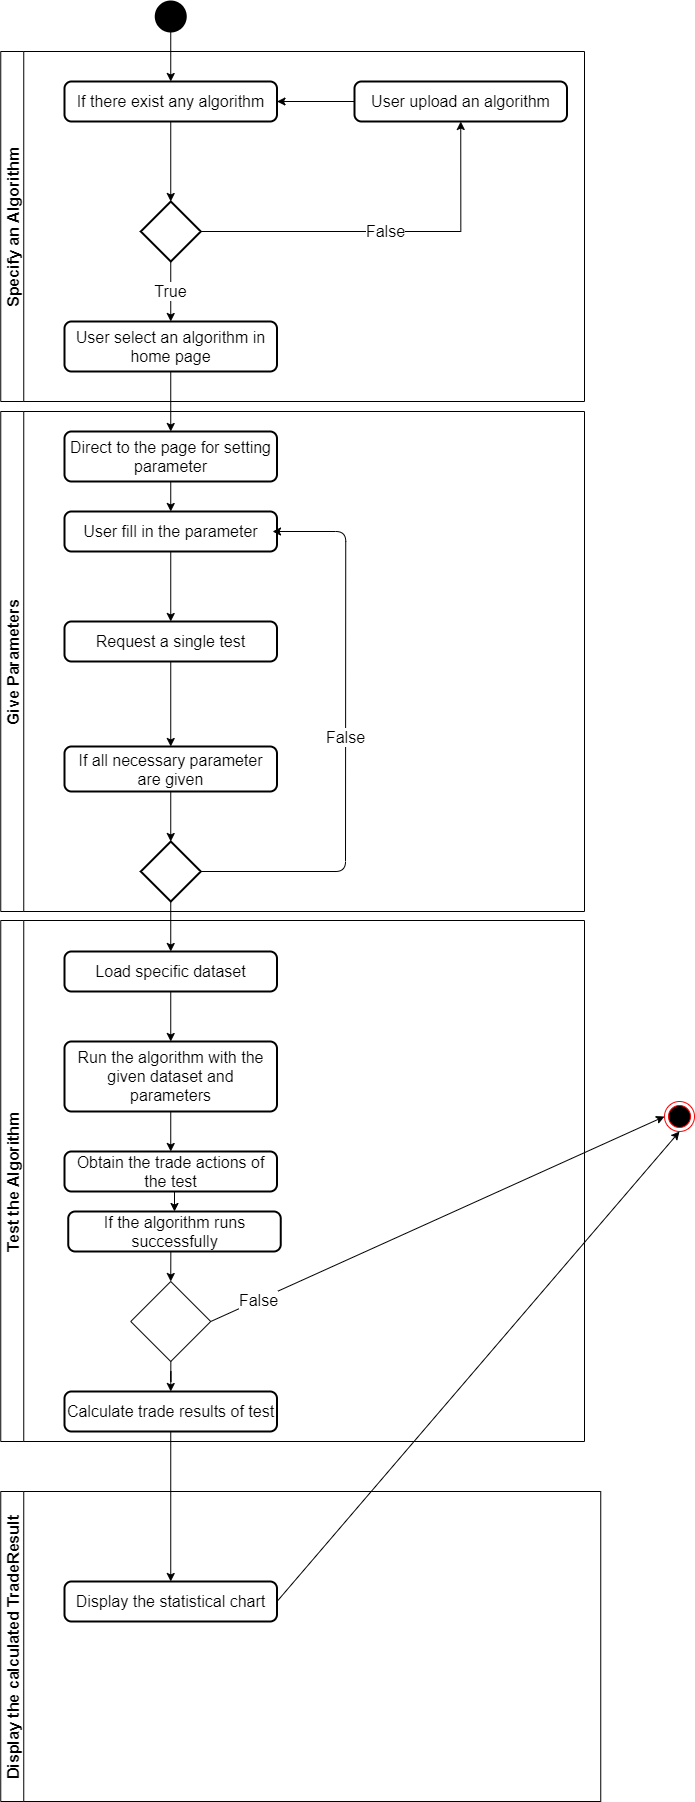 Specify an Algorithm
If there exist any algorithm
User upload an algorithm
False
True
User select an algorithm in
home page
Give Parameters
Direct to the page for setting
parameter
User fill in the parameter
Request a single test
False
If all necessary parameter
are given
Test the Algorithm
Load specific dataset
Run the algorithm with the
given dataset and
parameters
Obtain the trade actions of
the test
If the algorithm runs
successfully
False
Calculate trade results of test
Display the calculated TradeResult
Display the statistical chart